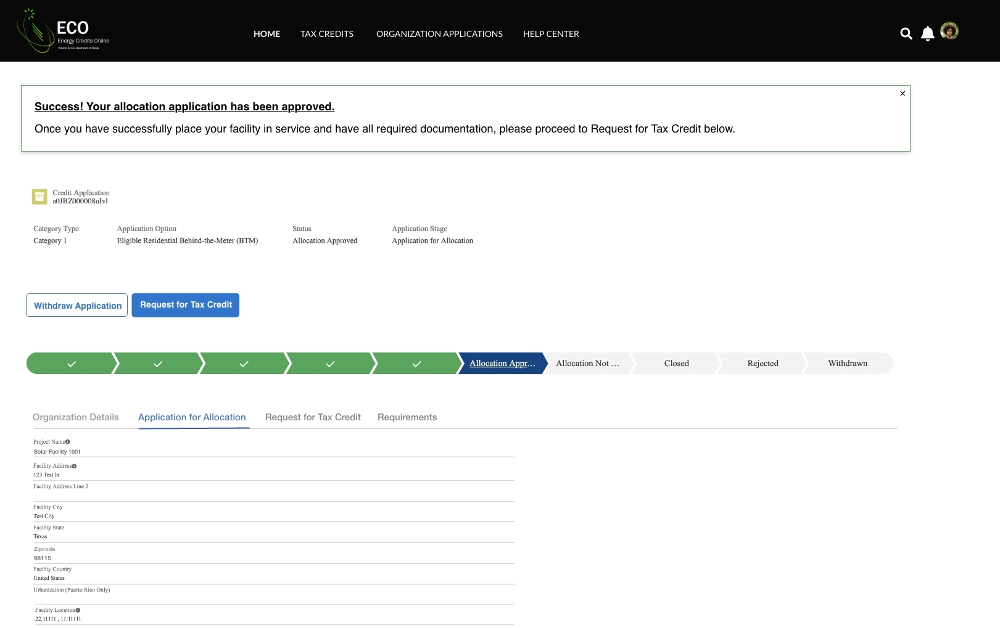 ECO
Energy Credits Online
Powered by U.S. Department of Energy
HOME TAX CREDITS ORGANIZATION APPLICATIONS HELP CENTER
Success! Your allocation application has been approved.
Once you have successfully place your facility in service and have all required documentation, please proceed to Request for Tax Credit below.
Credit Application
a0JBZ000008uIvl
Category Type Application Option Status Application Stage
Category 1 Eligible Residential Behind-the-Meter (BTM) Allocation Approved Application for Allocation
Withdraw Application Request for Tax Credit
Allocation Appr... Allocation Not ... Closed Rejected Withdrawn
Organization Details Application for Allocation Request for Tax Credit Requirements
Project Name
Solar Facility 1001
Facility Address
123 Test ln
Facility Address Line 2
Facility City
Test City
Facility State
Texas
Zipcode
98115
Facility Country
United States
Urbanization (Puerto Rico Only)
Facility Location
22.11111 , 11.11111